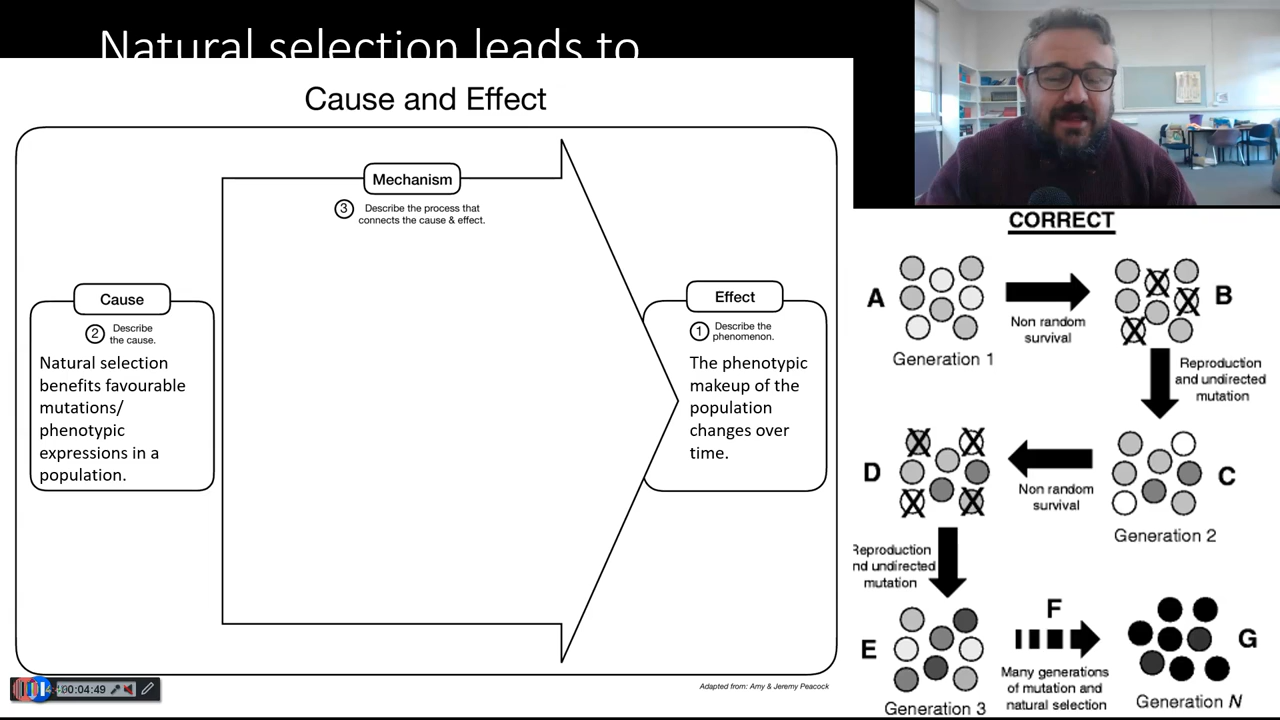 Natural selection leads to
Cause and Effect
Mechanism
3 Describe the process that
connects the cause & effect.
Cause
2 Describe
the cause.
Natural selection
benefits favourable
mutations/
phenotypic
expressions in a
population.
Effect
1 Describe the
phenomenon.
The phenotypic
makeup of the
population
changes over
time.
Adapted from: Amy & Jeremy Peacock
00:04:49
CORRECT
A
Generation 1
Non random
survival
B
Reproduction
and undirected
mutation
C
Generation 2
Non random
survival
D
Reproduction
nd undirected
mutation
E
Generation 3
F
Many generations
of mutation and
natural selection
G
Generation N